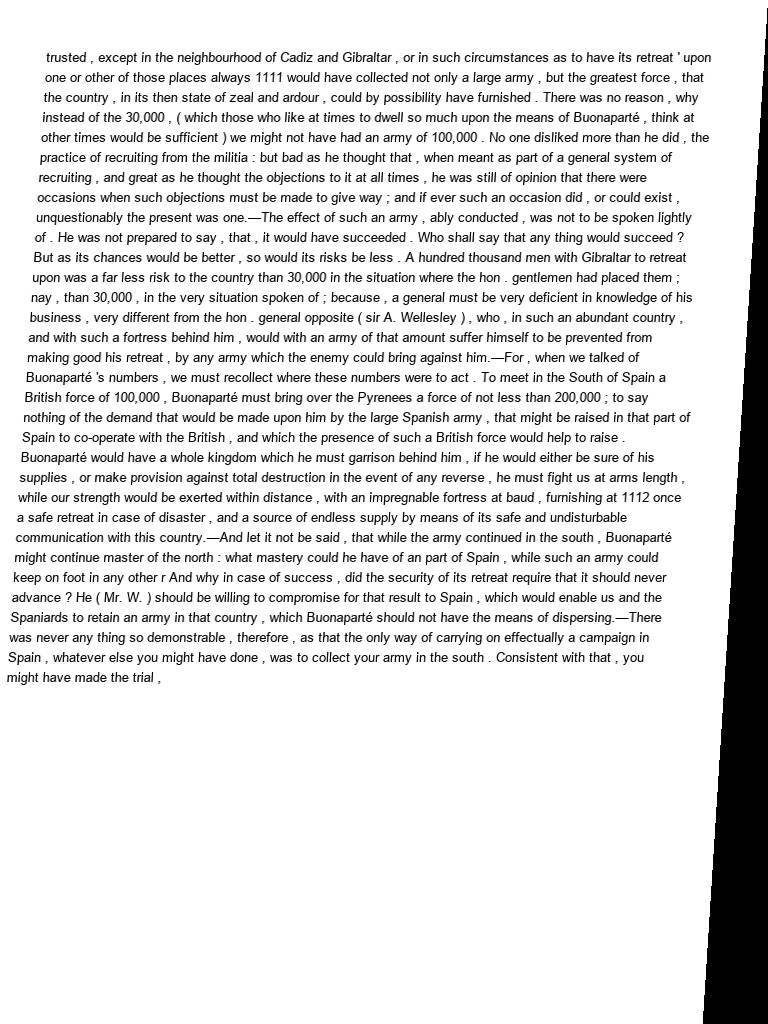 trusted , except in the neighbourhood of Cadiz and Gibraltar , or in such circumstances as to have its retreat ' upon
one or other of those places always 1111 would have collected not only a large army , but the greatest force , that
the country , in its then state of zeal and ardour , could by possibility have furnished . There was no reason , why
instead of the 30,000 , ( which those who like at times to dwell so much upon the means of Buonaparté , think at
other times would be sufficient ) we might not have had an army of 100,000 . No one disliked more than he did , the
practice of recruiting from the militia : but bad as he thought that , when meant as part of a general system of
recruiting , and great as he thought the objections to it at all times , he was still of opinion that there were
occasions when such objections must be made to give way ; and if ever such an occasion did , or could exist ,
unquestionably the present was one.—The effect of such an army , ably conducted , was not to be spoken lightly
of . He was not prepared to say , that , it would have succeeded . Who shall say that any thing would succeed ?
But as its chances would be better , so would its risks be less . A hundred thousand men with Gibraltar to retreat
upon was a far less risk to the country than 30,000 in the situation where the hon . gentlemen had placed them ;
nay , than 30,000 , in the very situation spoken of ; because , a general must be very deficient in knowledge of his
business , very different from the hon . general opposite ( sir A. Wellesley ) , who , in such an abundant country ,
and with such a fortress behind him , would with an army of that amount suffer himself to be prevented from
making good his retreat , by any army which the enemy could bring against him.—For , when we talked of
Buonaparté 's numbers , we must recollect where these numbers were to act . To meet in the South of Spain a
British force of 100,000 , Buonaparté must bring over the Pyrenees a force of not less than 200,000 ; to say
nothing of the demand that would be made upon him by the large Spanish army , that might be raised in that part of
Spain to co-operate with the British , and which the presence of such a British force would help to raise .
Buonaparté would have a whole kingdom which he must garrison behind him , if he would either be sure of his
supplies , or make provision against total destruction in the event of any reverse , he must fight us at arms length ,
while our strength would be exerted within distance , with an impregnable fortress at baud , furnishing at 1112 once
a safe retreat in case of disaster , and a source of endless supply by means of its safe and undisturbable
communication with this country.—And let it not be said , that while the army continued in the south , Buonaparté
might continue master of the north : what mastery could he have of an part of Spain , while such an army could
keep on foot in any other r And why in case of success , did the security of its retreat require that it should never
advance ? He ( Mr. W. ) should be willing to compromise for that result to Spain , which would enable us and the
Spaniards to retain an army in that country , which Buonaparté should not have the means of dispersing.—There
was never any thing so demonstrable , therefore , as that the only way of carrying on effectually a campaign in
Spain , whatever else you might have done , was to collect your army in the south . Consistent with that , you
might have made the trial ,